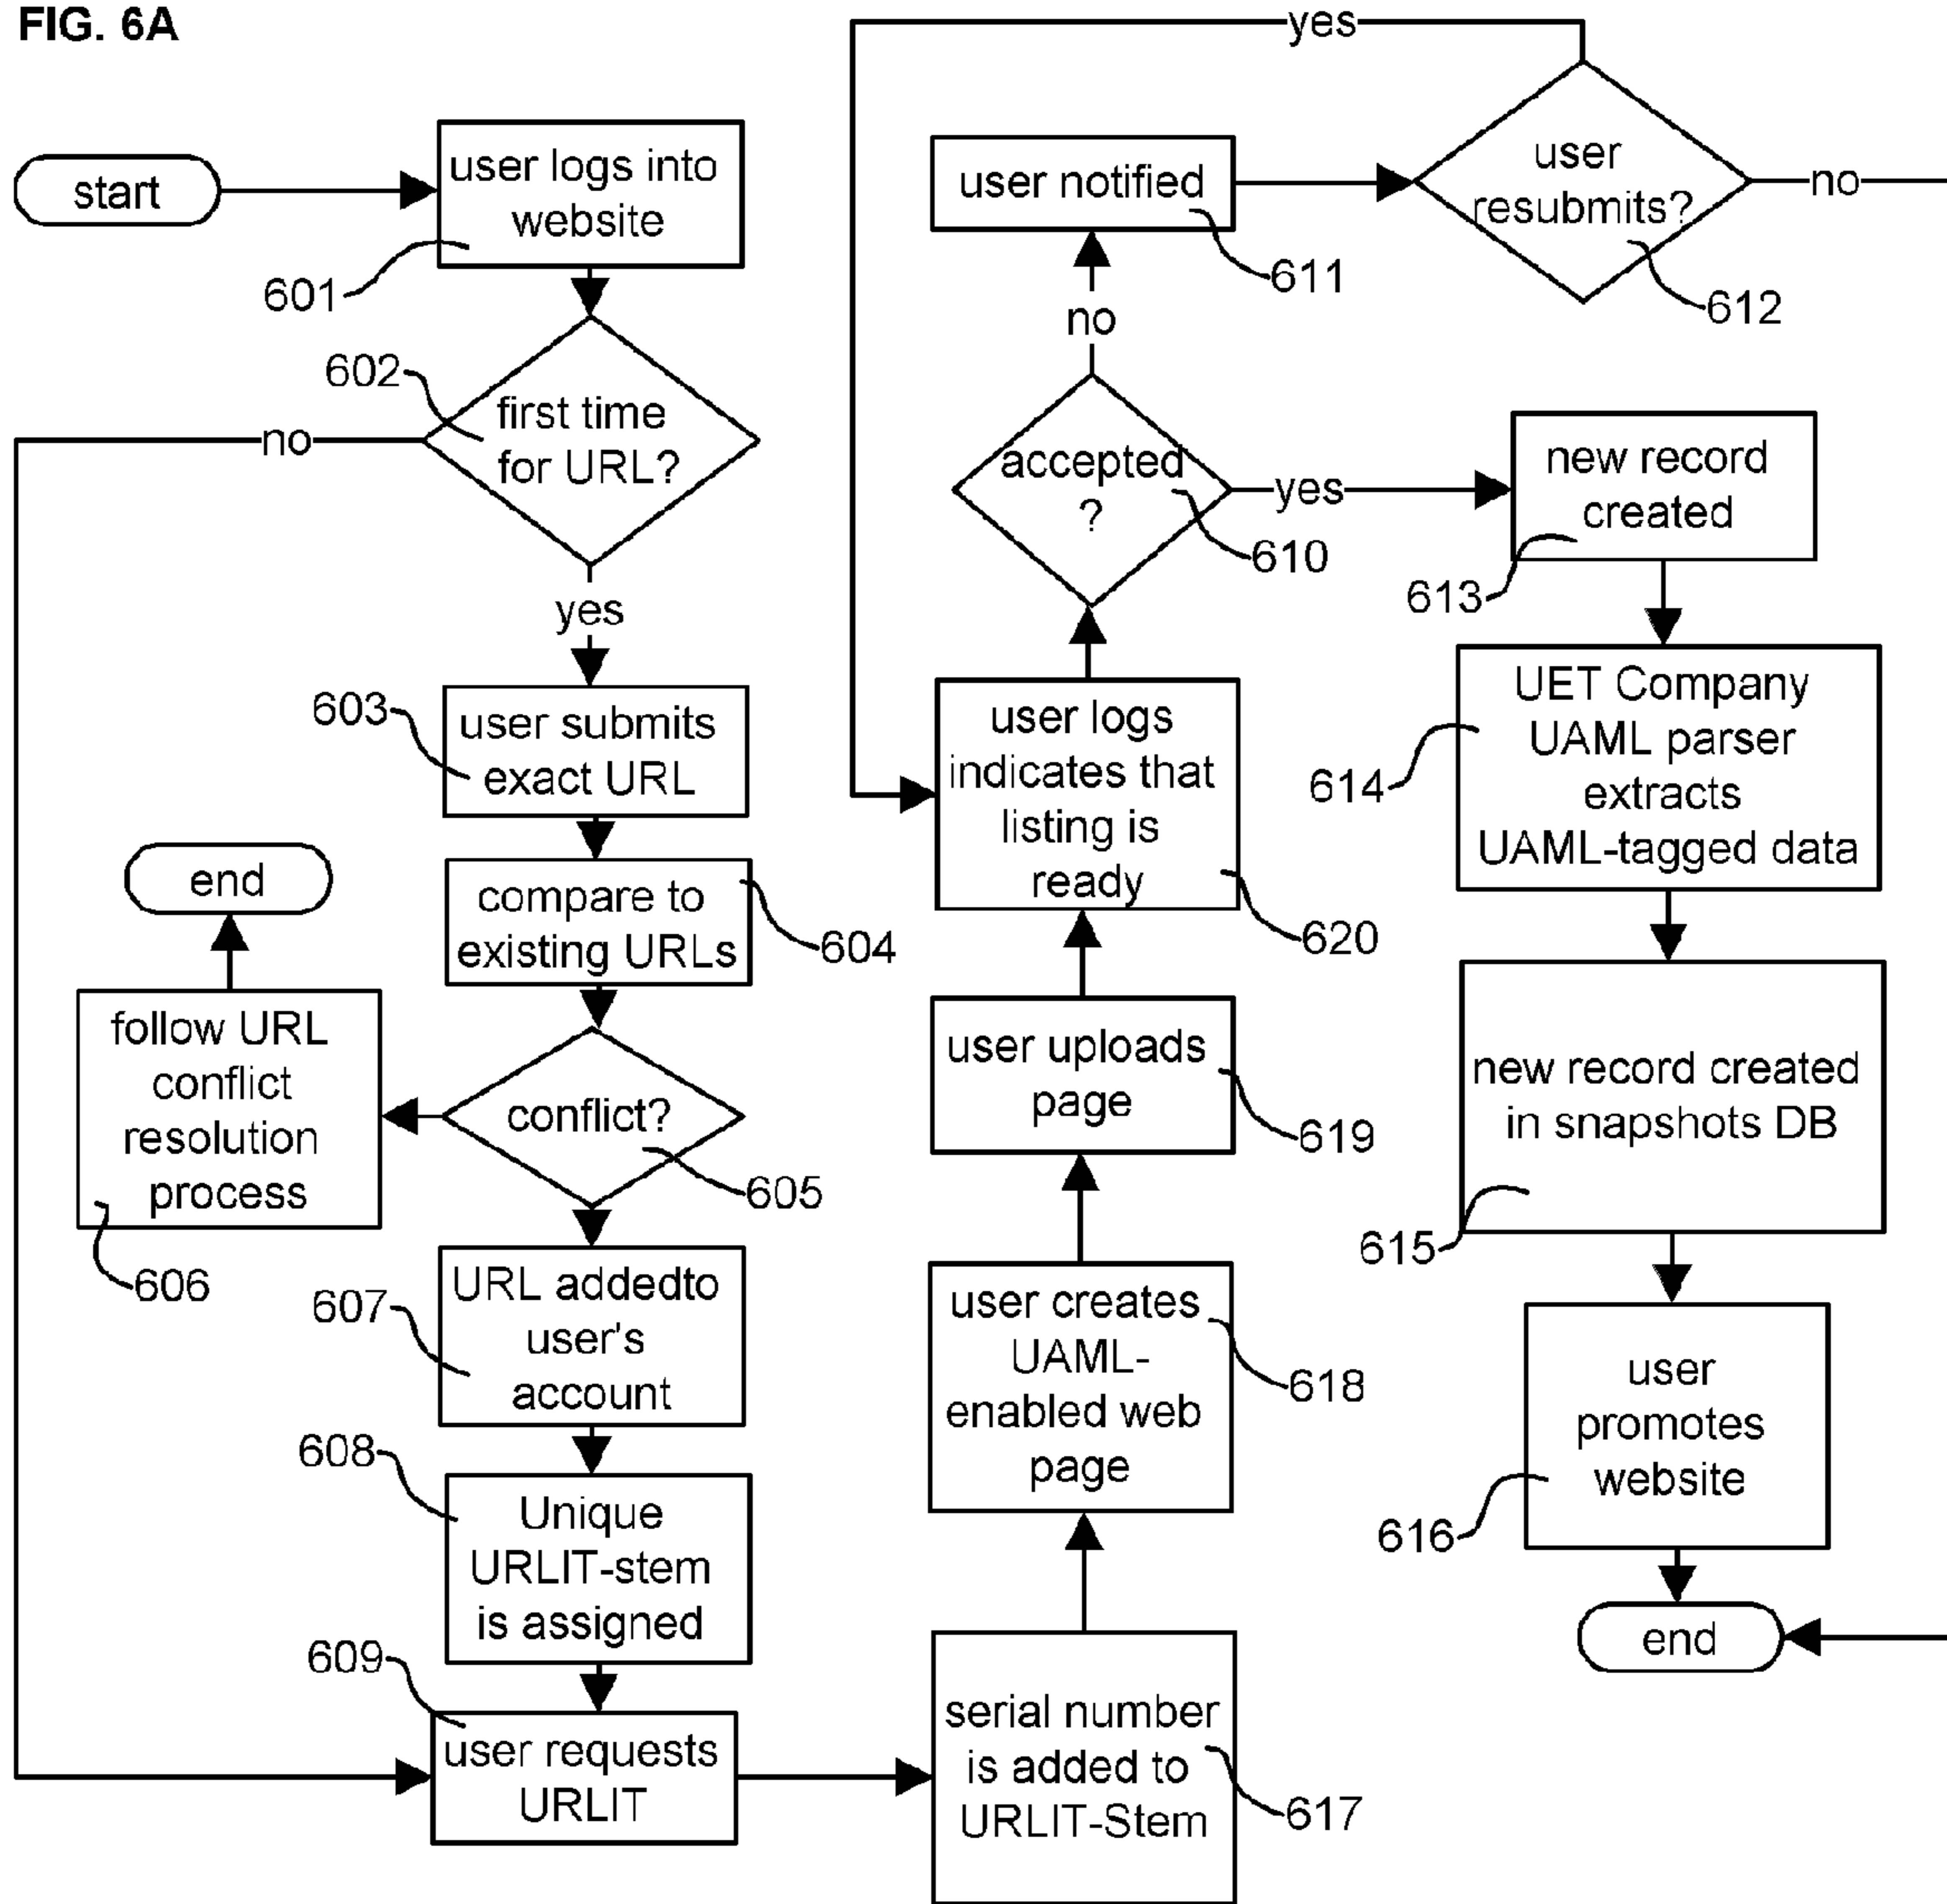 FIG. 6A
start
user logs into
website
601
602
first time
for URL?
no
yes
603
user submits
exact URL
compare to
existing URLs
604
conflict?
605
end
follow URL
conflict
resolution
process
606
607
URL addedto
user's
account
608
Unique
URLIT-stem
is assigned
609
user requests
URLIT
serial number
is added to
URLIT-Stem
617
user creates
UAML-
enabled web
page
618
user uploads
page
619
user logs
indicates that
listing is
ready
620
accepted
?
610
no
user notified
611
user
resubmits?
612
yes
no
yes
new record
created
613
UET Company
UAML parser
extracts
UAML-tagged data
614
new record created
in snapshots DB
615
user
promotes
website
616
end